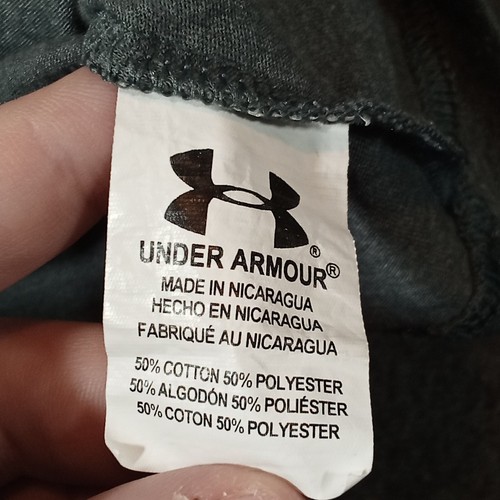 ®
UNDER ARMOUR®
MADE IN NICARAGUA
HECHO EN NICARAGUA
FABRIQUÉ AU NICARAGUA
50% COTTON 50% POLYESTER
50% ALGODÓN 50% POLIÉSTER
50% COTON 50% POLYESTER